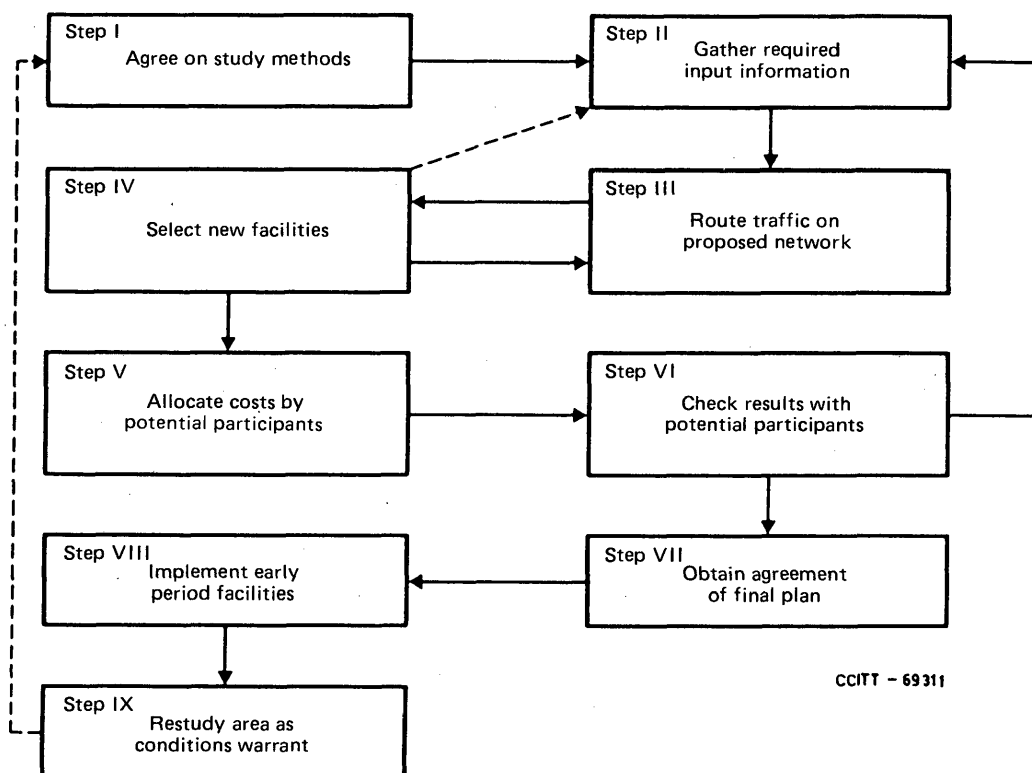 Step I
Agree on study methods
Step II
Gather required
input information
Step IV
Select new facilities
Step III
Route traffic on
proposed network
Step V
Allocate costs by
potential participants
Step VI
Check results with
potential participants
Step VIII
Implement early
period facilities
Step VII
Obtain agreement
of final plan
Step IX
Restudy area as
conditions warrant
CCITT - 69311